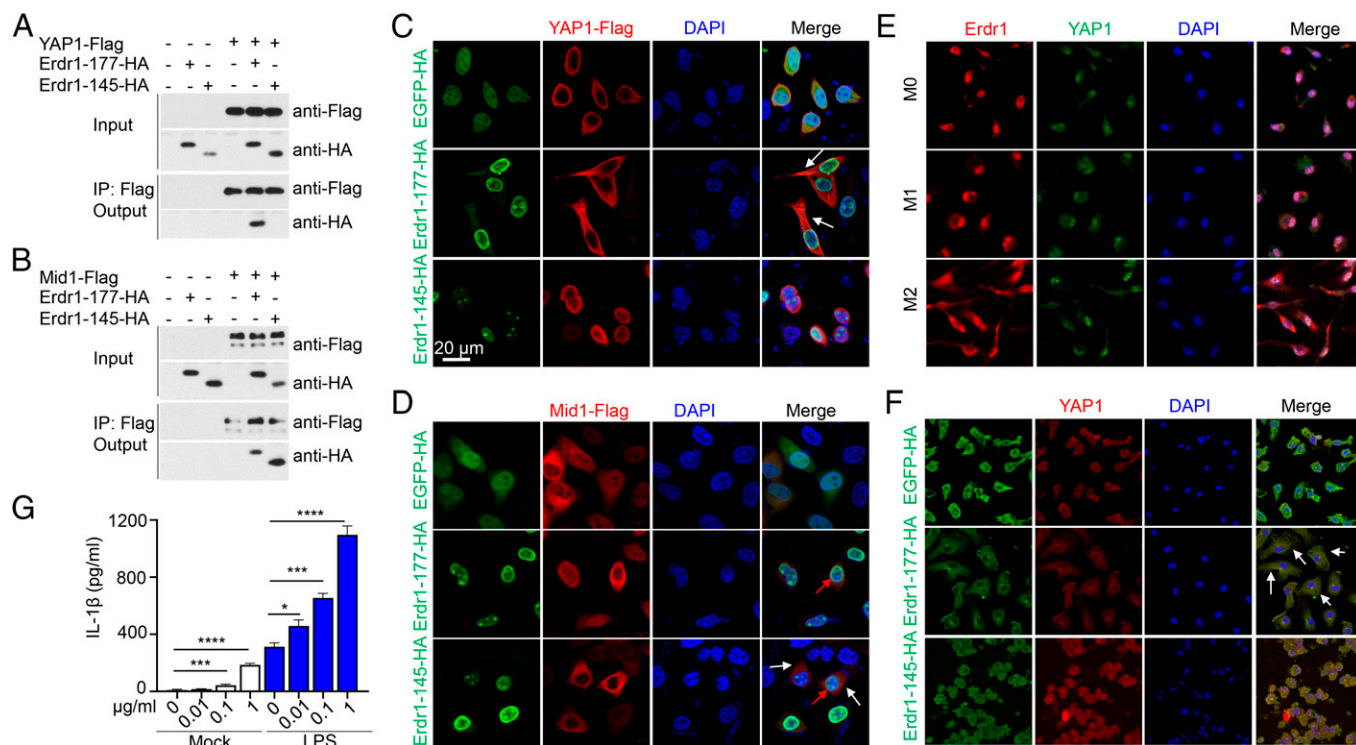 A
YAP1-Flag - - - + + +
Erdr1-177-HA - + - - + -
Erdr1-145-HA - - + - - +
Input
anti-Flag
anti-HA
IP: Flag
Output
anti-Flag
anti-HA
B
Mid1-Flag - - - + + +
Erdr1-177-HA - + - - + -
Erdr1-145-HA - - + - - +
Input
anti-Flag
anti-HA
IP: Flag
Output
anti-Flag
anti-HA
G
IL-1β (pg/ml)
1200
800
400
0
*** **** * *** ****
µg/ml 0 0.01 0.1 1 0 0.01 0.1 1
Mock LPS
C
YAP1-Flag DAPI Merge
EGFP-HA
Erdr1-177-HA
Erdr1-145-HA
20 µm
D
Mid1-Flag DAPI Merge
EGFP-HA
Erdr1-177-HA
Erdr1-145-HA
E
Erdr1 YAP1 DAPI Merge
M0
M1
M2
F
YAP1 DAPI Merge
EGFP-HA
Erdr1-177-HA
Erdr1-145-HA